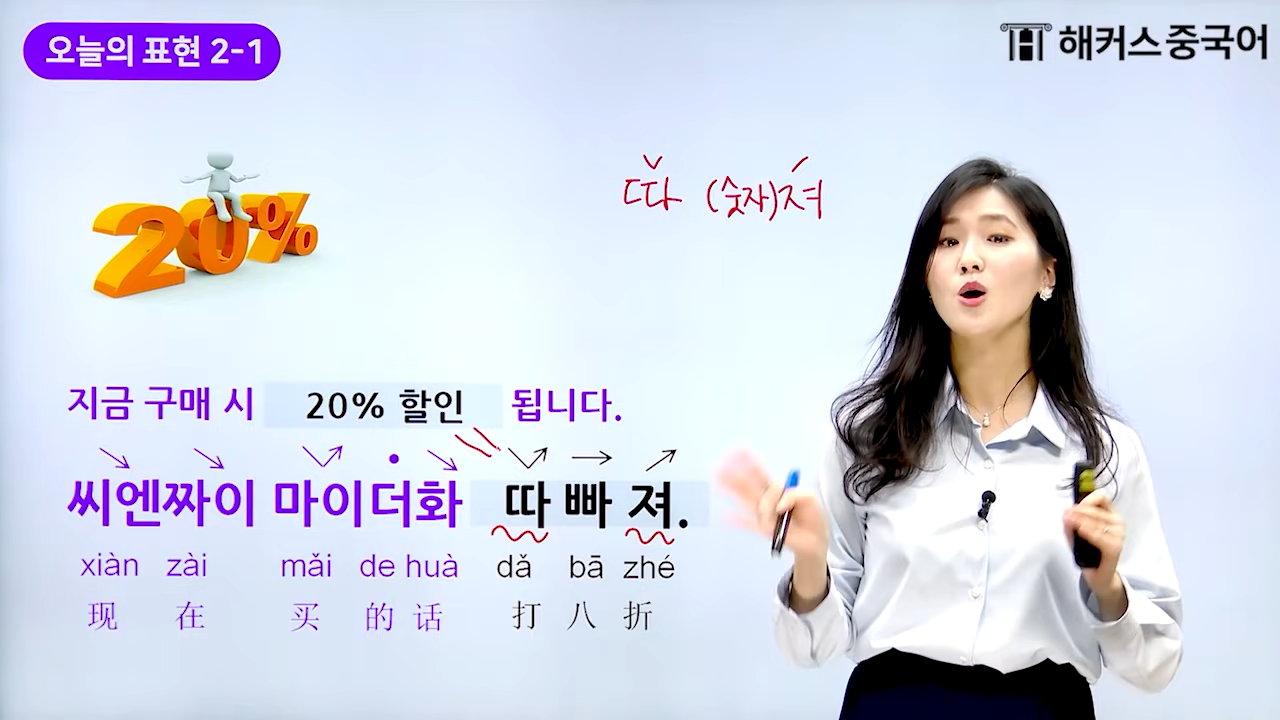 오늘의 표현 2-1
해커스중국어
20%
따 (숫자)져
지금 구매 시 20% 할인 됩니다.
씨엔짜이 마이더화 따 빠 져.
xiàn zài mǎi de huà dǎ bā zhé
现 在 买 的 话 打 八 折